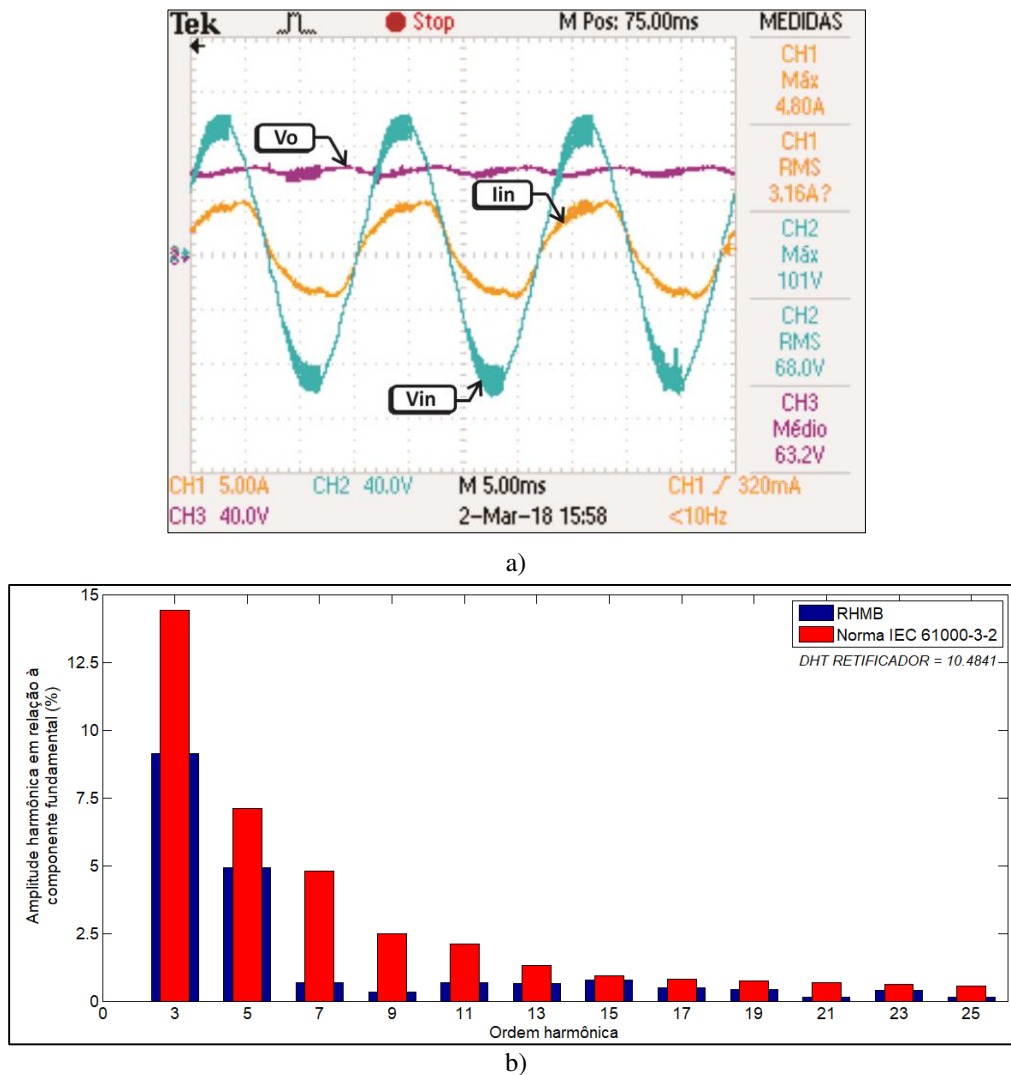 Tek Stop M Pos: 75.00ms MEDIDAS
CH1
Máx
4.80A
CH1
RMS
3.16A?
CH2
Máx
101V
CH2
RMS
68.0V
CH3
Médio
63.2V
Vo
Iin
Vin
CH1 5.00A CH2 40.0V M 5.00ms CH1 320mA
CH3 40.0V 2-Mar-18 15:58 <10Hz
a)
15
12.5
10
7.5
5
2.5
0
Amplitude harmônica em relação à
componente fundamental (%)
RHMB
Norma IEC 61000-3-2
DHT RETIFICADOR = 10.4841
0 3 5 7 9 11 13 15 17 19 21 23 25
Ordem harmônica
b)